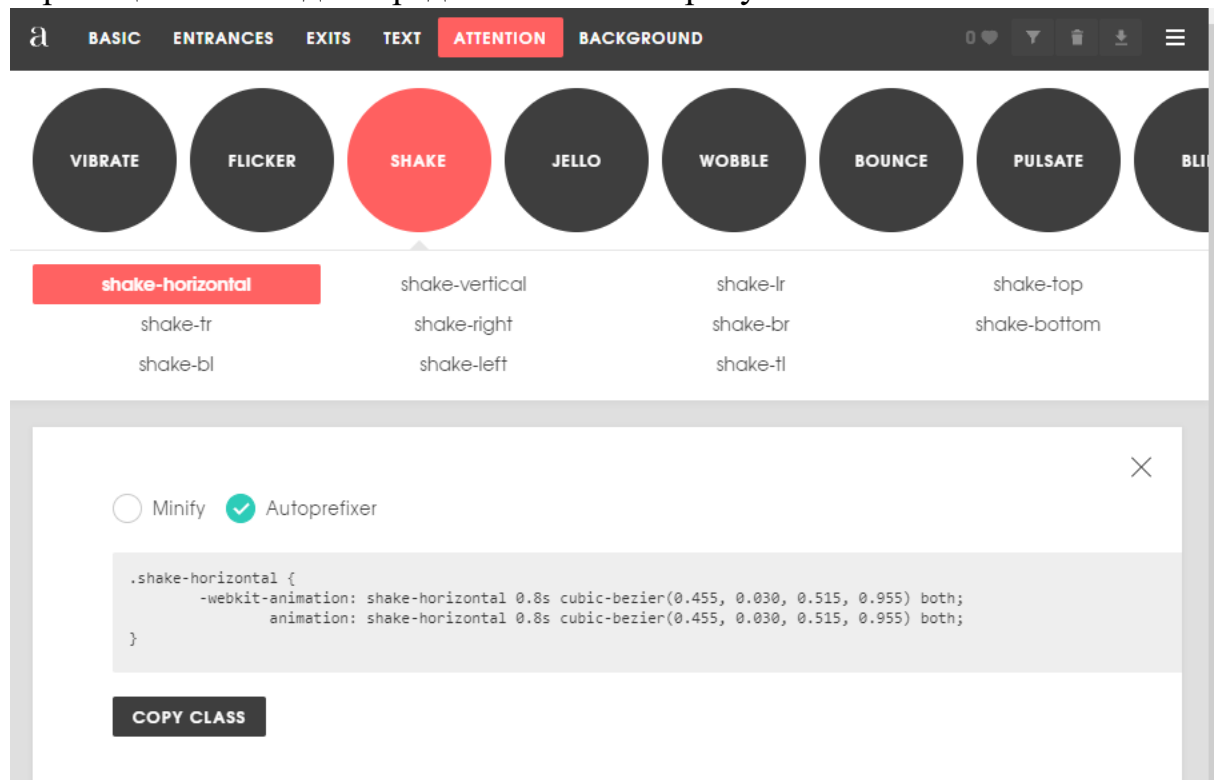 a BASIC ENTRANCES EXITS TEXT ATTENTION BACKGROUND 0
VIBRATE FLICKER SHAKE JELLO WOBBLE BOUNCE PULSATE
shake-horizontal shake-vertical shake-lr shake-top
shake-tr shake-right shake-br shake-bottom
shake-bl shake-left shake-tl
Minify Autoprefixer
.shake-horizontal {
-webkit-animation: shake-horizontal 0.8s cubic-bezier(0.455, 0.030, 0.515, 0.955) both;
animation: shake-horizontal 0.8s cubic-bezier(0.455, 0.030, 0.515, 0.955) both;
}
COPY CLASS